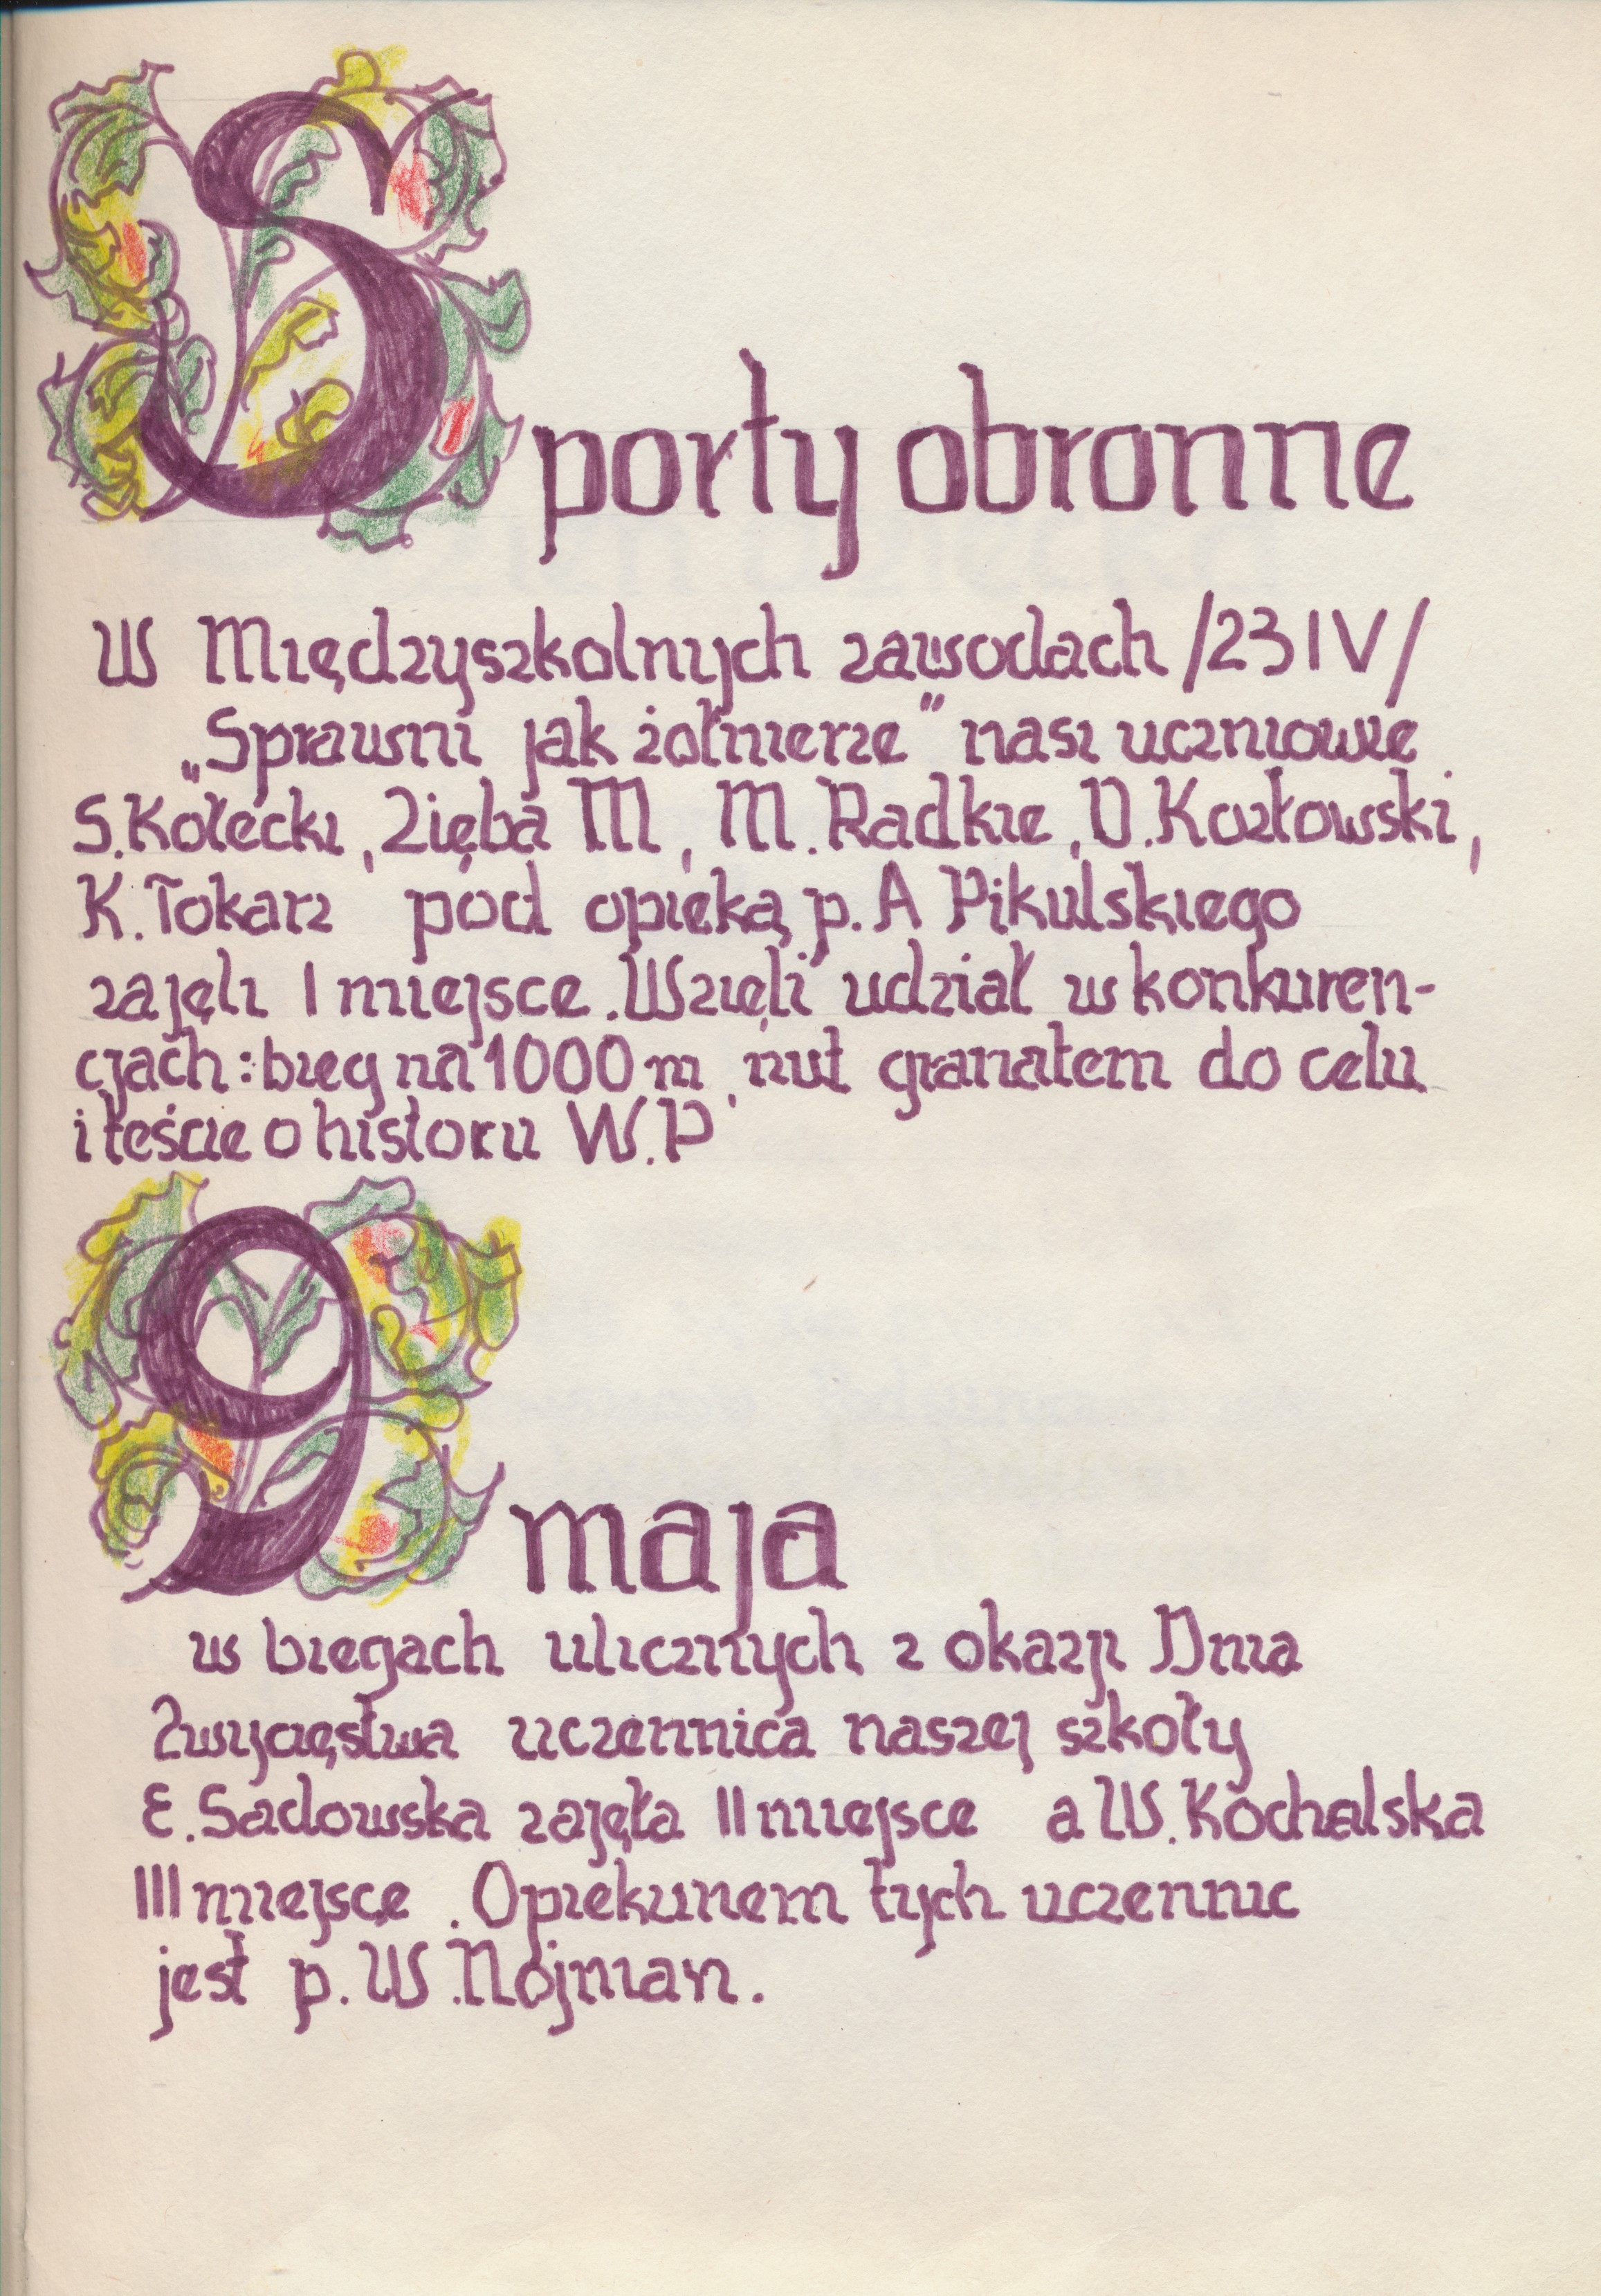 Sporty obronne
W Międzyszkolnych zawodach /23 IV/
„Sprawni jak żołnierze" nasi uczniowie
S.Kołecki, Zięba M, M. Radkie, D. Kozłowski,
K. Tokarz pod opieką p. A Pikulskiego
zajęli I miejsce. Wzięli udział w konkuren-
cjach: bieg na 1000 m, rzut granatem do celu
i teście o historii W.P
9 maja
w biegach ulicznych z okazji Dnia
Zwycięstwa uczennica naszej szkoły
E. Sadowska zajęła II miejsce a W. Kochalska
III miejsce. Opiekunem tych uczennic
jest p. W. Nojman.